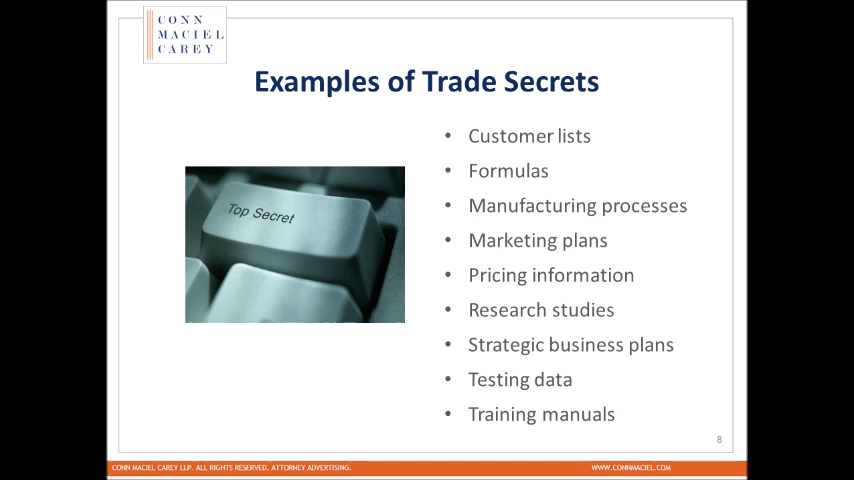 CONN
MACIEL
CAREY
Examples of Trade Secrets
Top Secret
• Customer lists
• Formulas
• Manufacturing processes
• Marketing plans
• Pricing information
• Research studies
• Strategic business plans
• Testing data
• Training manuals
8
CONN MACIEL CAREY LLP. ALL RIGHTS RESERVED. ATTORNEY ADVERTISING.
WWW.CONNMACIEL.COM